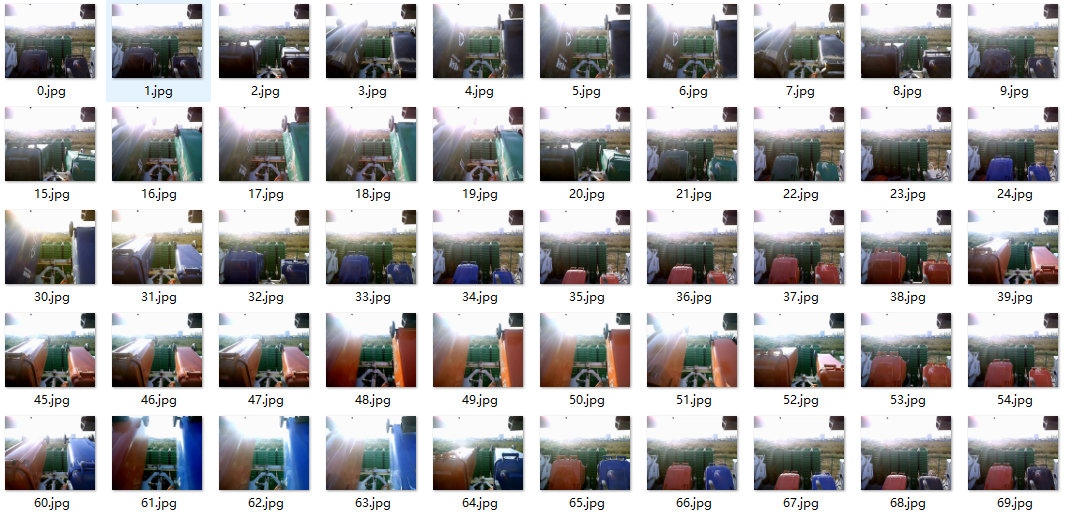 0.jpg 1.jpg 2.jpg 3.jpg 4.jpg 5.jpg 6.jpg 7.jpg 8.jpg 9.jpg
15.jpg 16.jpg 17.jpg 18.jpg 19.jpg 20.jpg 21.jpg 22.jpg 23.jpg 24.jpg
30.jpg 31.jpg 32.jpg 33.jpg 34.jpg 35.jpg 36.jpg 37.jpg 38.jpg 39.jpg
45.jpg 46.jpg 47.jpg 48.jpg 49.jpg 50.jpg 51.jpg 52.jpg 53.jpg 54.jpg
60.jpg 61.jpg 62.jpg 63.jpg 64.jpg 65.jpg 66.jpg 67.jpg 68.jpg 69.jpg